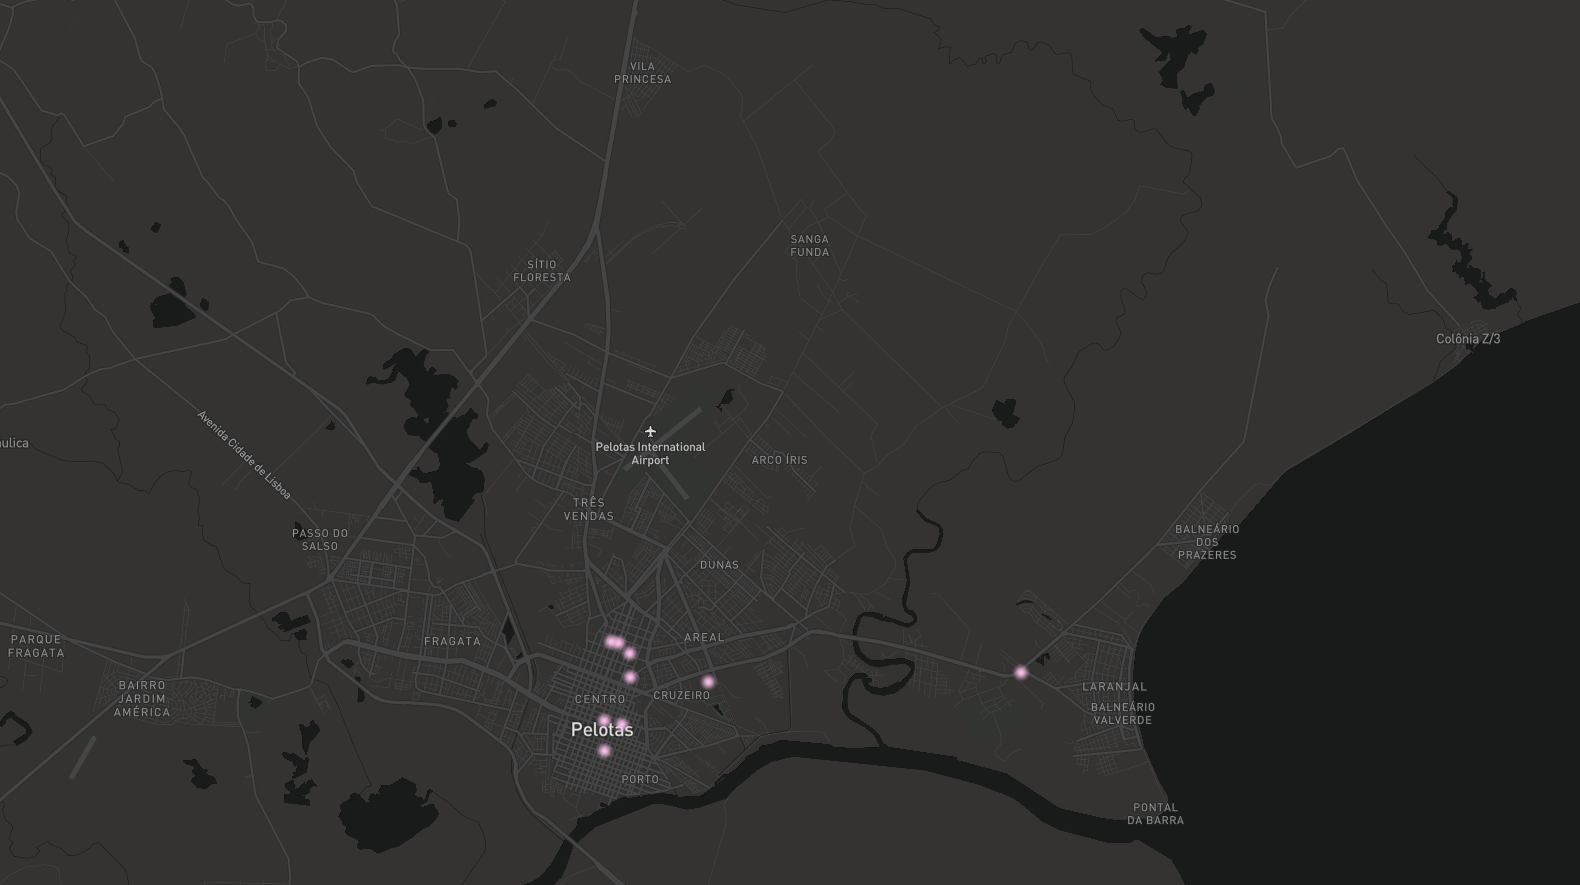 VILA
PRINCESA
SANGA
FUNDA
SÍTIO
FLORESTA
Colônia Z/3
Avenida Cidade de Lisboa
aulica
Pelotas International
Airport
ARCO ÍRIS
TRÊS
VENDAS
PASSO DO
SALSO
BALNEÁRIO
DOS
PRAZERES
DUNAS
PARQUE
FRAGATA
FRAGATA
AREAL
BAIRRO
JARDIM
AMÉRICA
CENTRO
CRUZEIRO
LARANJAL
BALNEÁRIO
VALVERDE
Pelotas
PORTO
PONTAL
DA BARRA